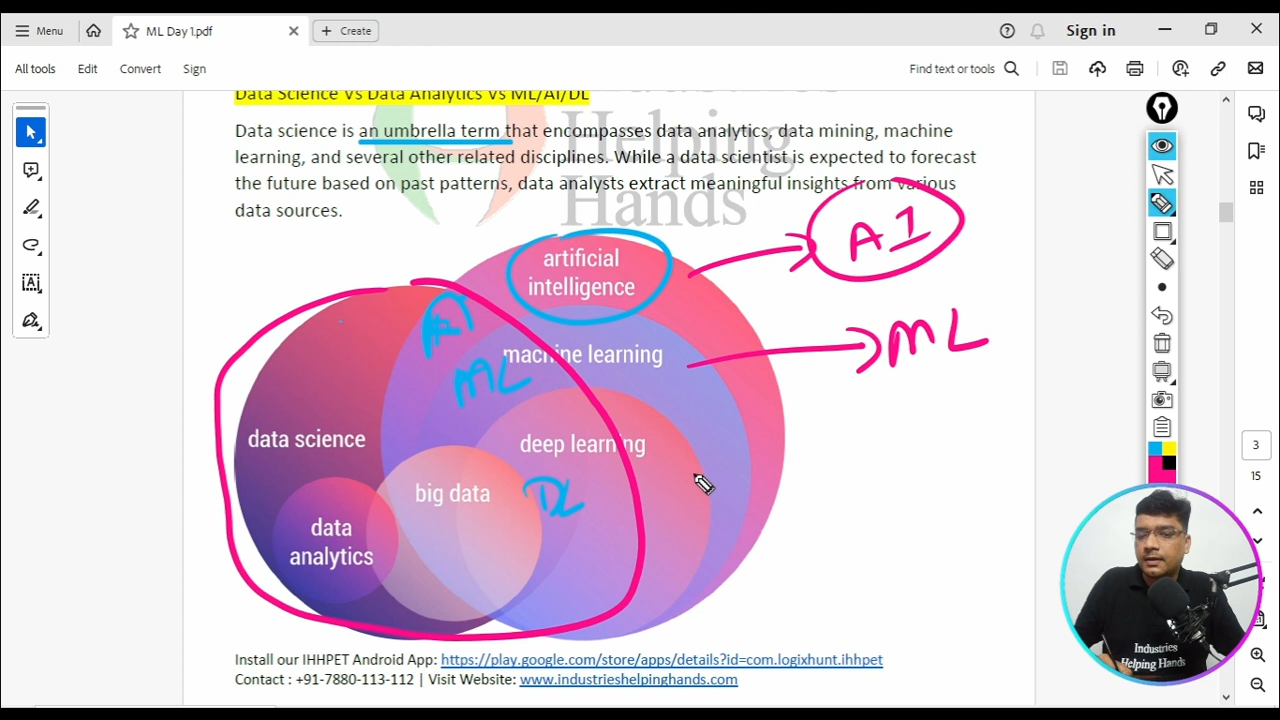 Menu
ML Day 1.pdf
Create
Sign in
All tools
Edit
Convert
Sign
Find text or tools
Data Science Vs Data Analytics Vs ML/AI/DL
Industries
Helping
Hands
Data science is an umbrella term that encompasses data analytics, data mining, machine
learning, and several other related disciplines. While a data scientist is expected to forecast
the future based on past patterns, data analysts extract meaningful insights from various
data sources.
artificial
intelligence
AI
AI
machine learning
ML
ML
data science
deep learning
big data
DL
data
analytics
3
15
Industries
Helping Hands
Install our IHHPET Android App: https://play.google.com/store/apps/details?id=com.logixhunt.ihhpet
Contact : +91-7880-113-112 | Visit Website: www.industrieshelpinghands.com